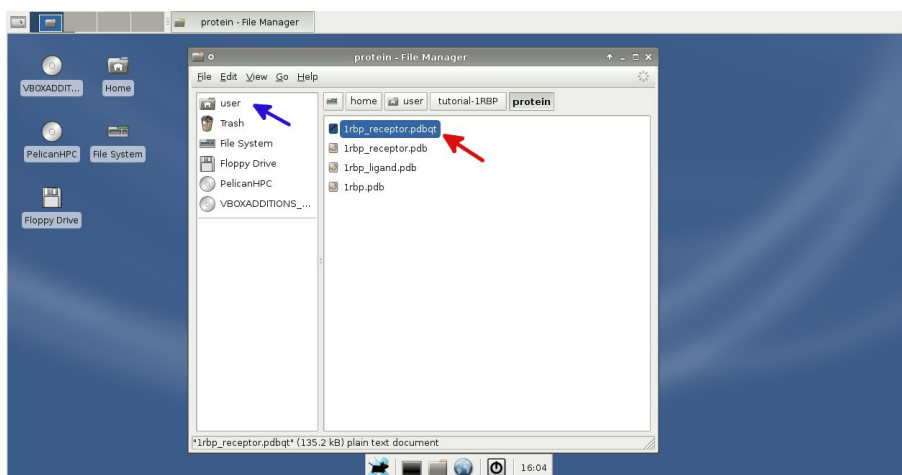 protein - File Manager
VBOXADDIT...
Home
PelicanHPC
File System
Floppy Drive
protein - File Manager
File Edit View Go Help
user
Trash
File System
Floppy Drive
PelicanHPC
VBOXADDITIONS_...
home user tutorial-1RBP protein
1rbp_receptor.pdbqt
1rbp_receptor.pdb
1rbp_ligand.pdb
1rbp.pdb
"1rbp_receptor.pdbqt" (135.2 kB) plain text document
16:04